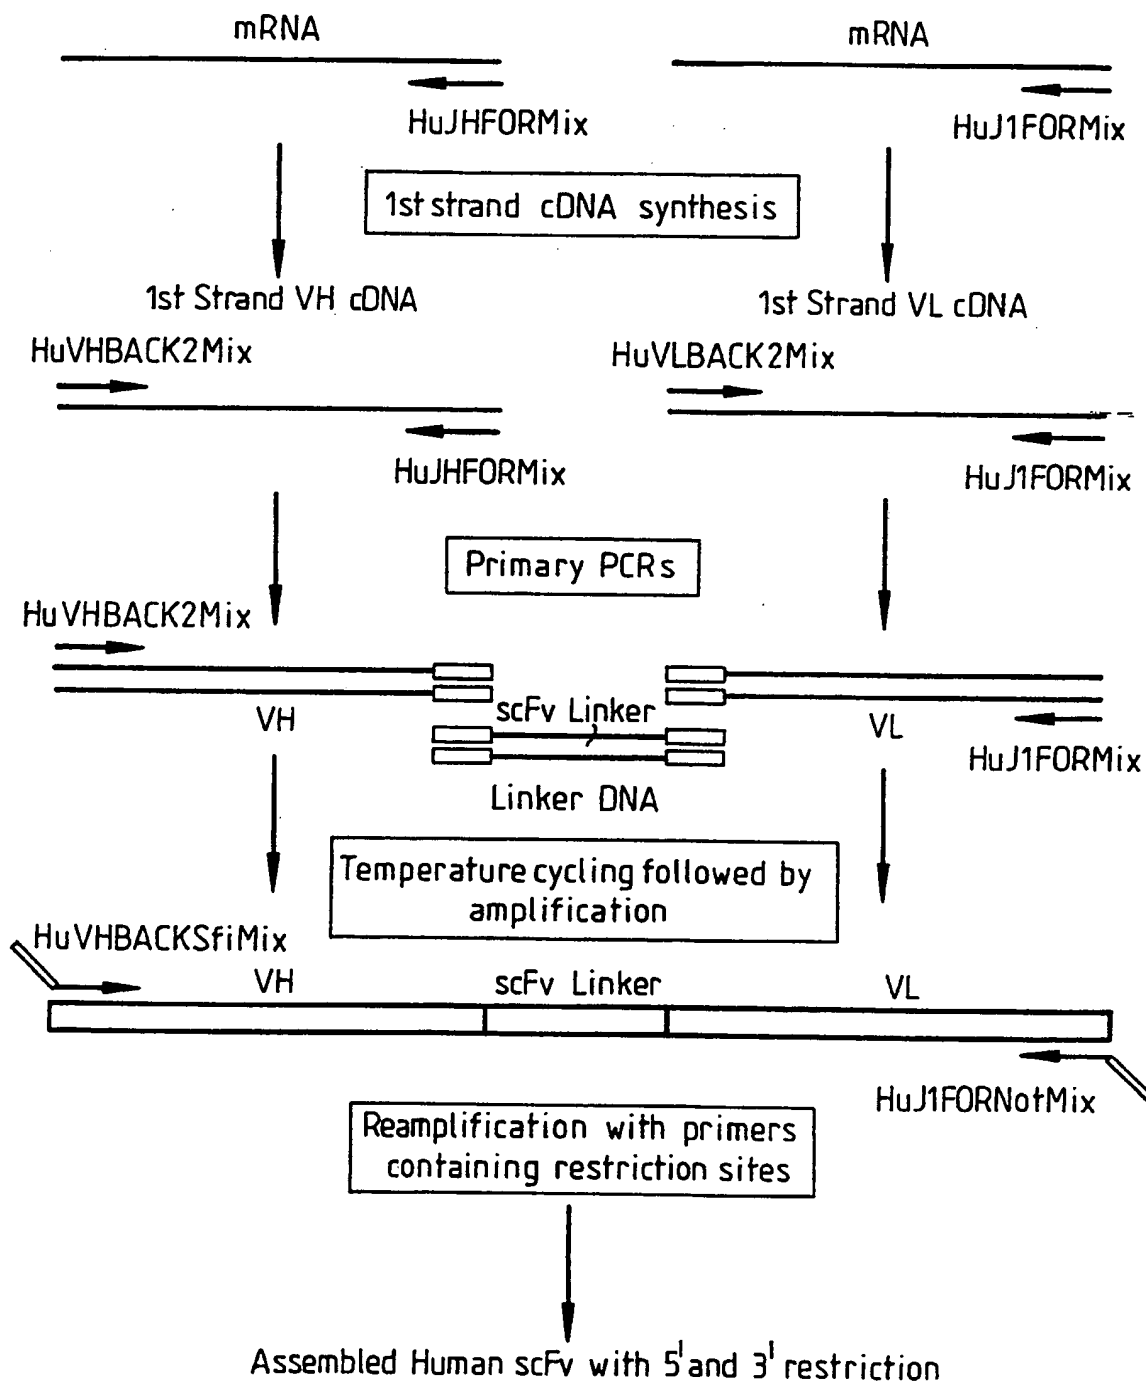 mRNA
mRNA
HuJHFORMix
HuJ1FORMix
1st strand cDNA synthesis
1st Strand VH cDNA
1st Strand VL cDNA
HuVHBACK2Mix
HuVLBACK2Mix
HuJHFORMix
HuJ1FORMix
Primary PCRs
HuVHBACK2Mix
VH
scFv Linker
VL
HuJ1FORMix
Linker DNA
Temperature cycling followed by
amplification
HuVHBACKSfiMix
VH
scFv Linker
VL
HuJ1FORNotMix
Reamplification with primers
containing restriction sites
Assembled Human scFv with 5' and 3' restriction